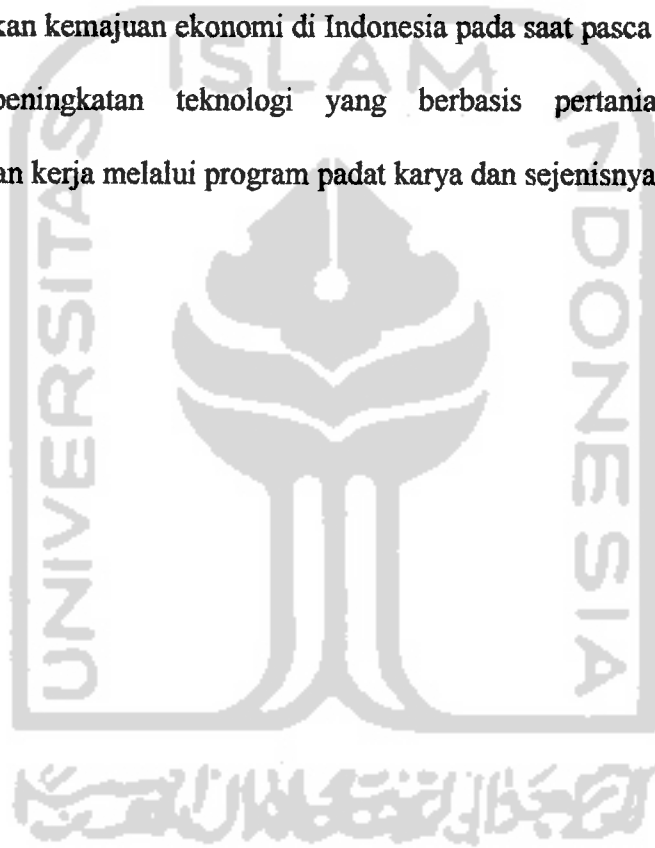 kan kemajuan ekonomi di Indonesia pada saat pasca
peningkatan teknologi yang berbasis pertania
an kerja melalui program padat karya dan sejenisnya
ISLAM
UNIVERSITAS
INDONESIA